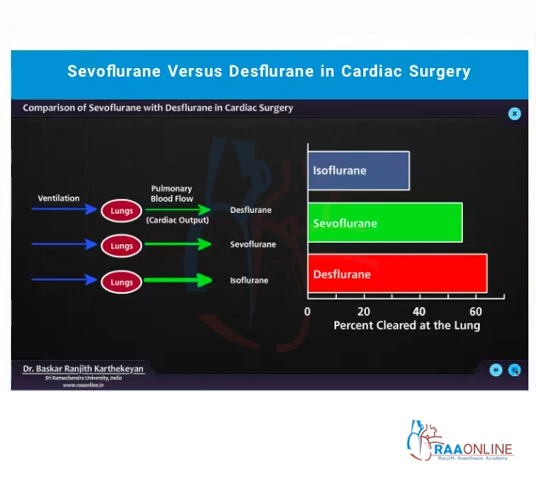 Sevoflurane Versus Desflurane in Cardiac Surgery
Comparison of Sevoflurane with Desflurane in Cardiac Surgery
x
Ventilation
Pulmonary
Blood Flow
(Cardiac Output)
Lungs
Desflurane
Lungs
Sevoflurane
Lungs
Isoflurane
Isoflurane
Sevoflurane
Desflurane
0 20 40 60
Percent Cleared at the Lung
Dr. Baskar Ranjith Karthekeyan
Sri Ramachandra University, India
www.raaonline.in
RAAONLINE
Ranjith Anesthesia Academy